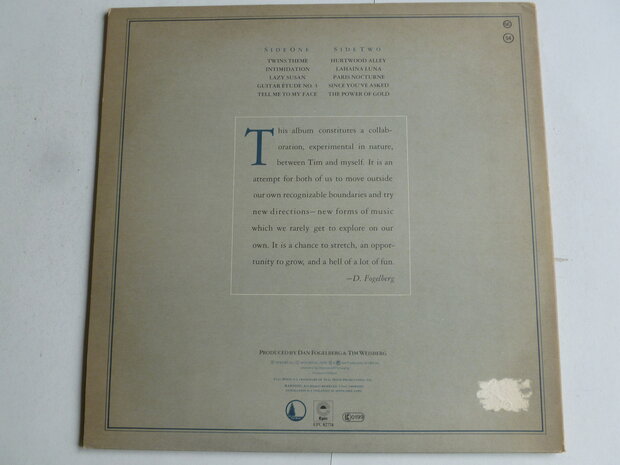 SIDE ONE
TWINS THEME
INTIMIDATION
LAZY SUSAN
GUITAR ETUDE NO. 3
TELL ME TO MY FACE
SIDE TWO
HURTWOOD ALLEY
LAHAINA LUNA
PARIS NOCTURNE
SINCE YOU'VE ASKED
THE POWER OF GOLD
This album constitutes a collab-
oration, experimental in nature,
between Tim and myself. It is an
attempt for both of us to move outside
our own recognizable boundaries and try
new directions—new forms of music
which we rarely get to explore on our
own. It is a chance to stretch, an oppor-
tunity to grow, and a hell of a lot of fun.
—D. Fogelberg
PRODUCED BY DAN FOGELBERG & TIM WEISBERG
Epic
EPC 82774